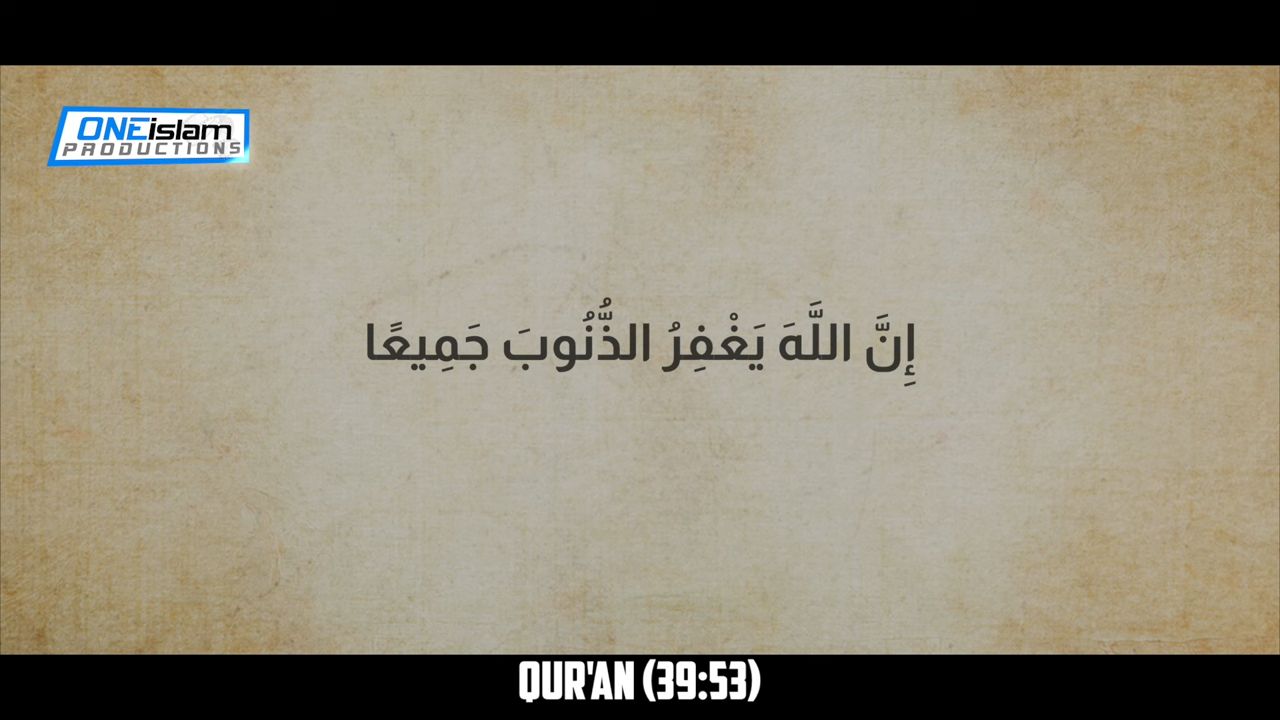 ONEislam
PRODUCTIONS
إِنَّ اللَّهَ يَغْفِرُ الذُّنُوبَ جَمِيعًا
QUR'AN (39:53)